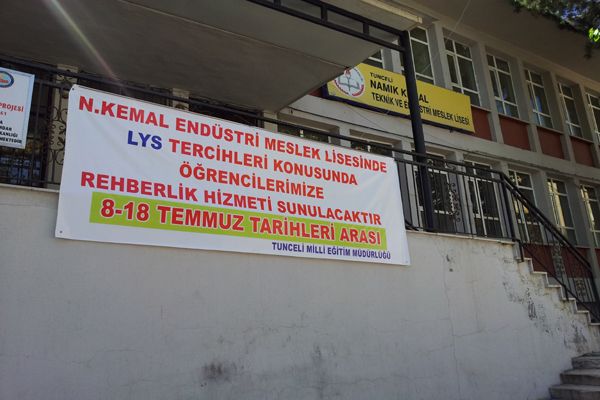 N.KEMAL ENDÜSTRİ MESLEK LİSESİNDE
LYS TERCİHLERİ KONUSUNDA
ÖĞRENCİLERİMİZE
REHBERLİK HİZMETİ SUNULACAKTIR
8-18 TEMMUZ TARİHLERİ ARASI
TUNCELİ MİLLİ EĞİTİM MÜDÜRLÜĞÜ
TUNCELİ
NAMIK KEMAL
TEKNİK VE ENDÜSTRİ MESLEK LİSESİ
PROJESİ